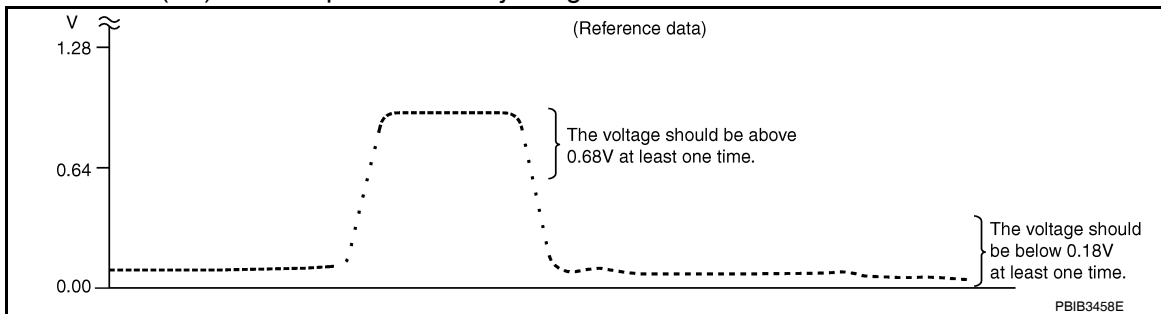 V
(Reference data)
1.28
The voltage should be above
0.68V at least one time.
0.64
The voltage should
be below 0.18V
at least one time.
0.00
PBIB3458E